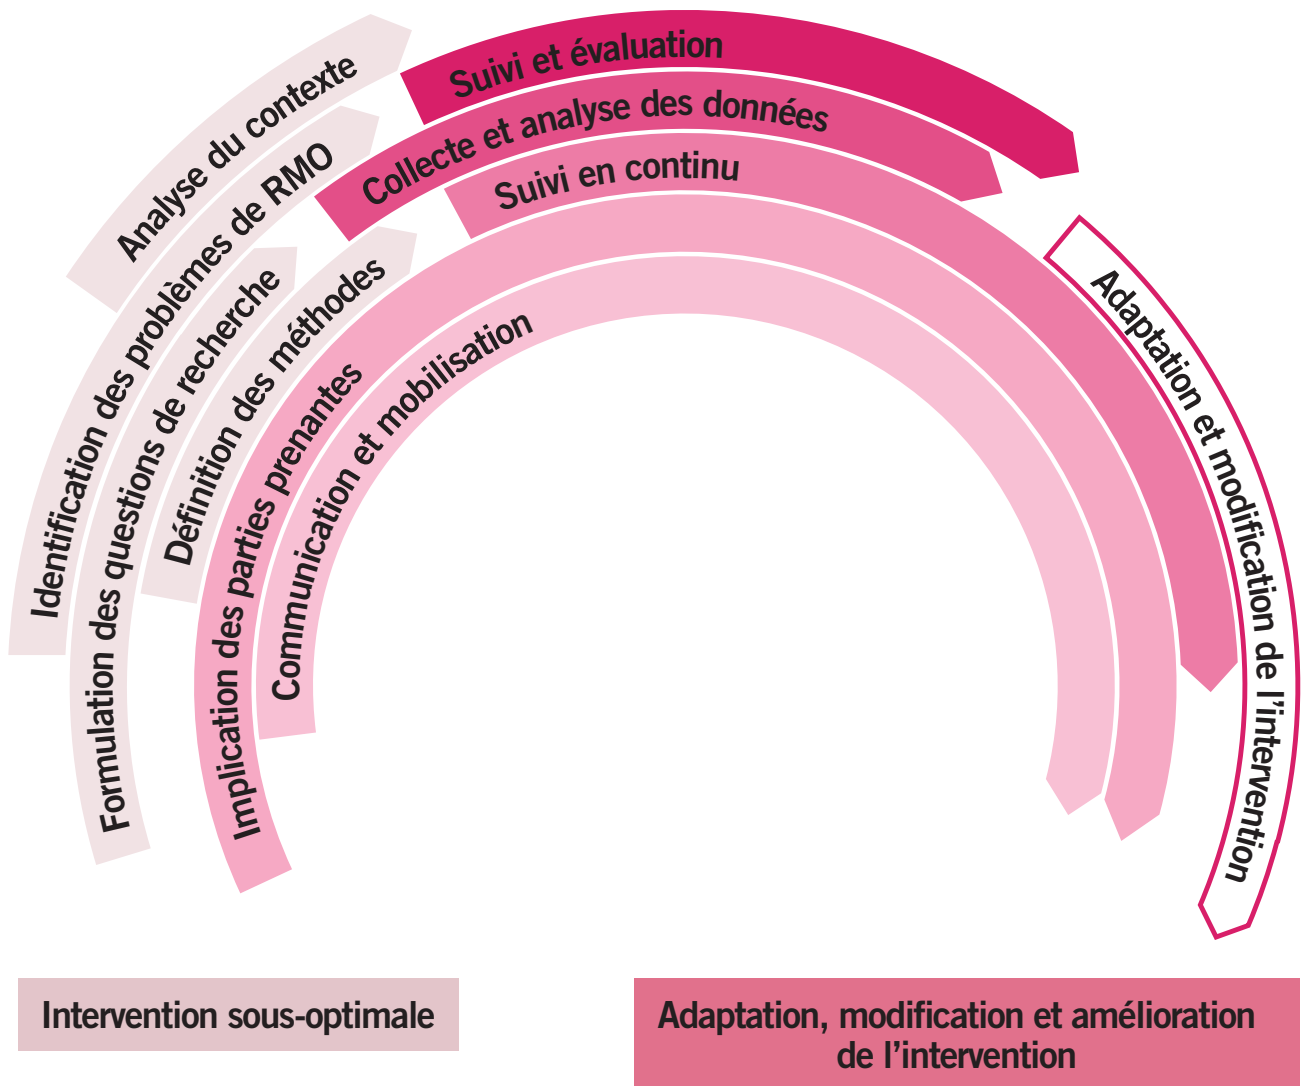 Suivi et évaluation
Analyse du contexte
Collecte et analyse des données
Identification des problèmes de RMO
Suivi en continu
Formulation des questions de recherche
Définition des méthodes
Adaptation et modification de l'intervention
Implication des parties prenantes
Communication et mobilisation
Intervention sous-optimale
Adaptation, modification et amélioration
de l'intervention